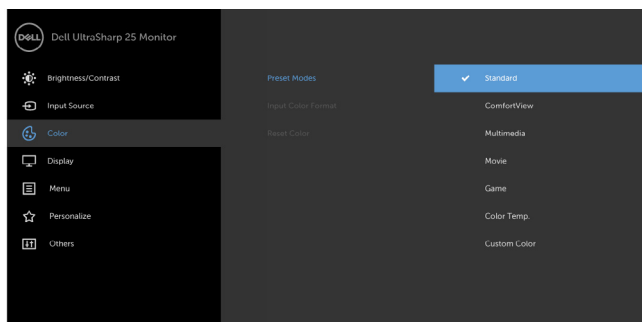 DELL Dell UltraSharp 25 Monitor
Brightness/Contrast Preset Modes Standard
Input Source Input Color Format ComfortView
Color Reset Color Multimedia
Display Movie
Menu Game
Personalize Color Temp.
Others Custom Color